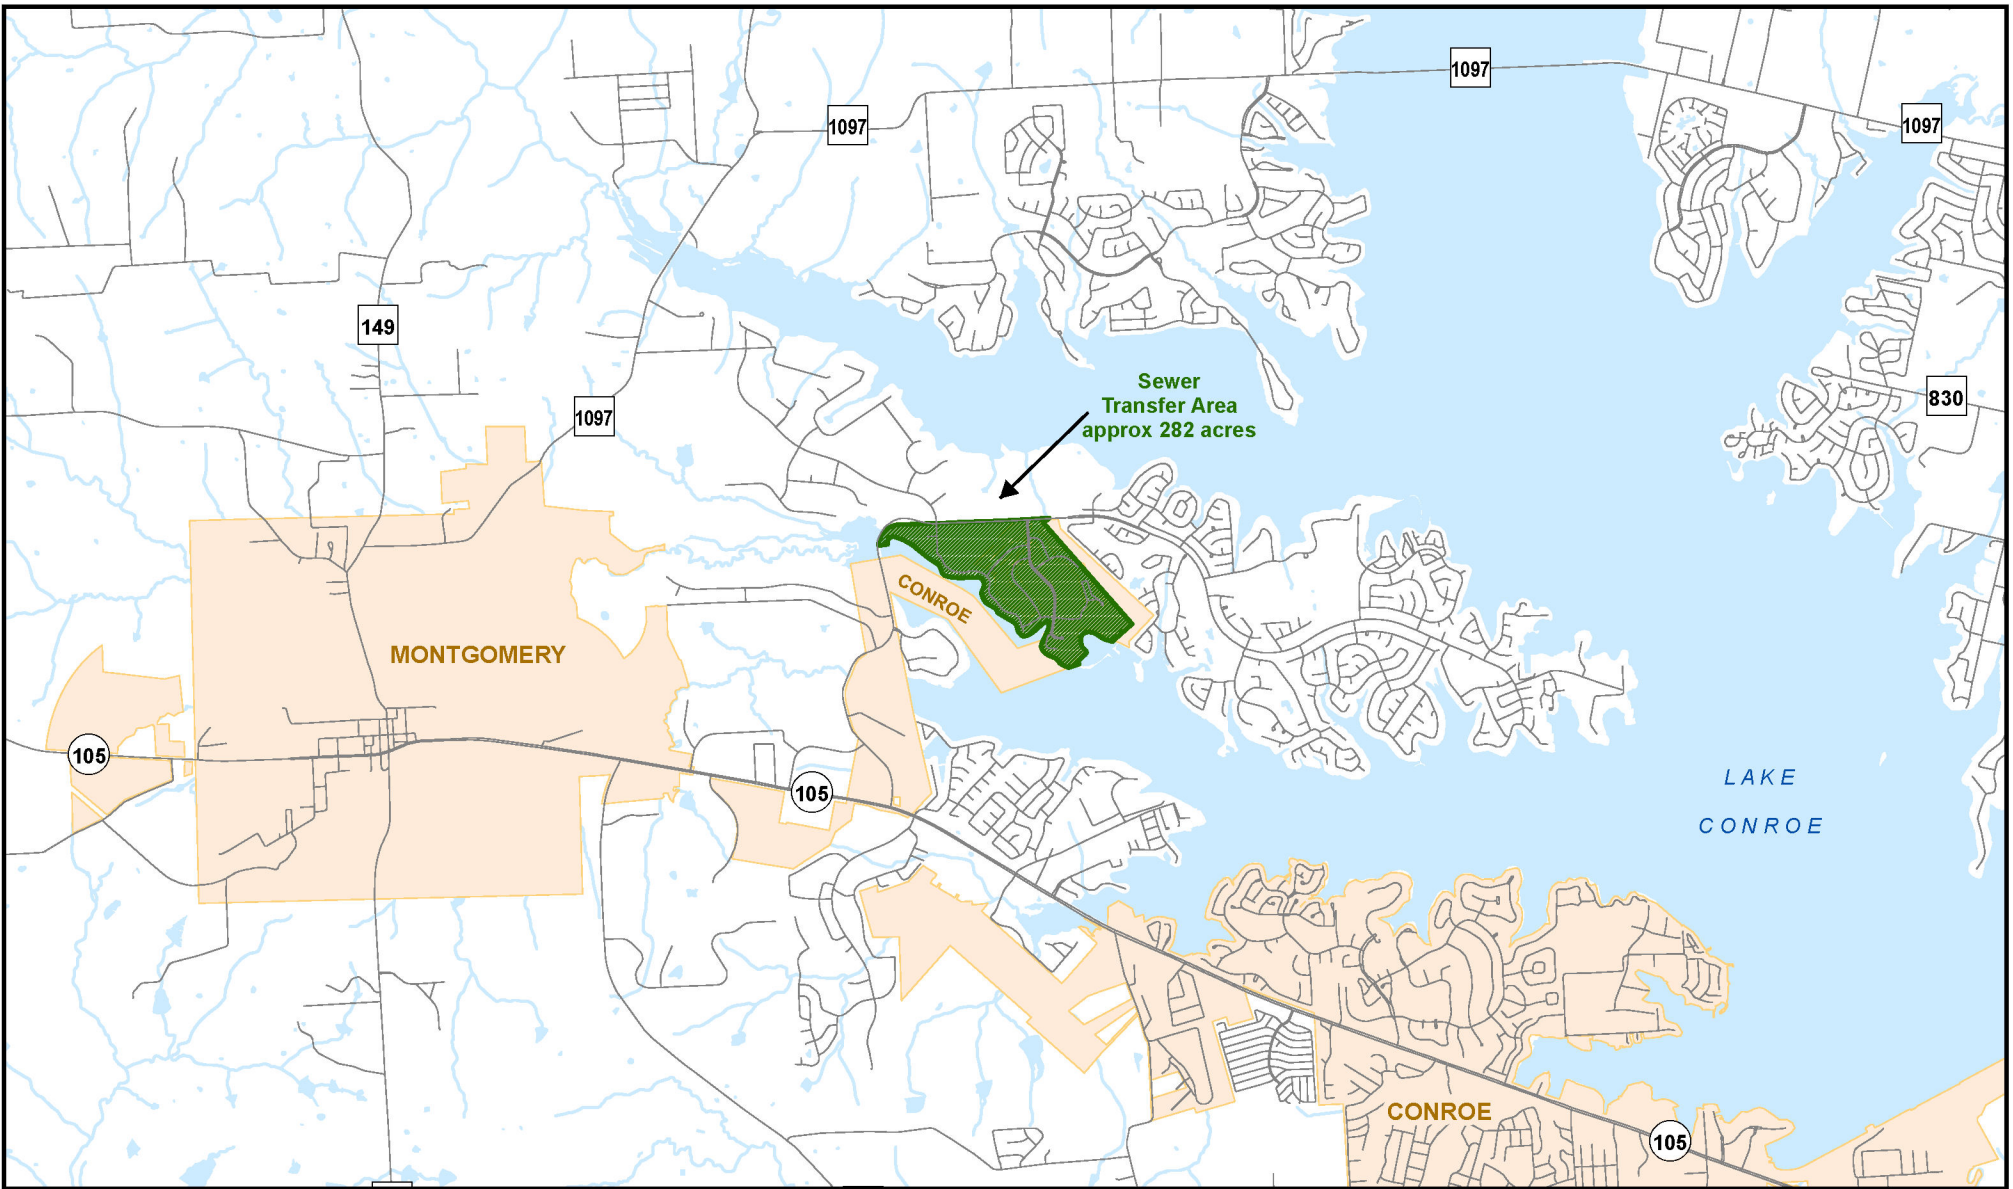 1097
1097
1097
149
Sewer
Transfer Area
approx 282 acres
830
1097
CONROE
MONTGOMERY
105
105
LAKE
CONROE
CONROE
105